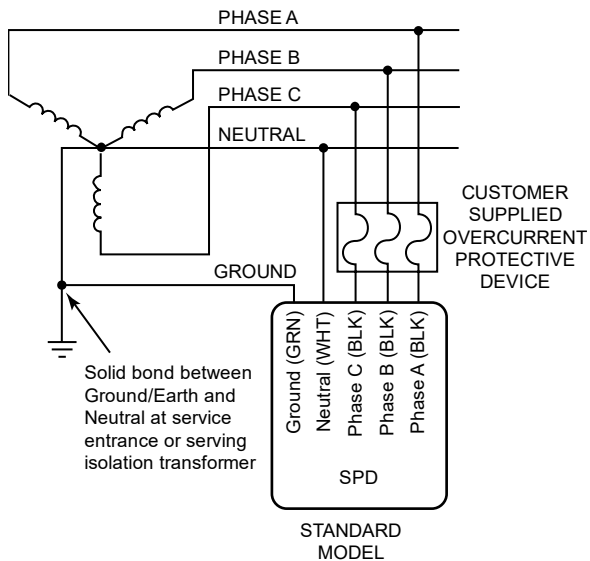 PHASE A
PHASE B
PHASE C
NEUTRAL
CUSTOMER
SUPPLIED
OVERCURRENT
PROTECTIVE
DEVICE
GROUND
Solid bond between
Ground/Earth and
Neutral at service
entrance or serving
isolation transformer
Ground (GRN)
Neutral (WHT)
Phase C (BLK)
Phase B (BLK)
Phase A (BLK)
SPD
STANDARD
MODEL